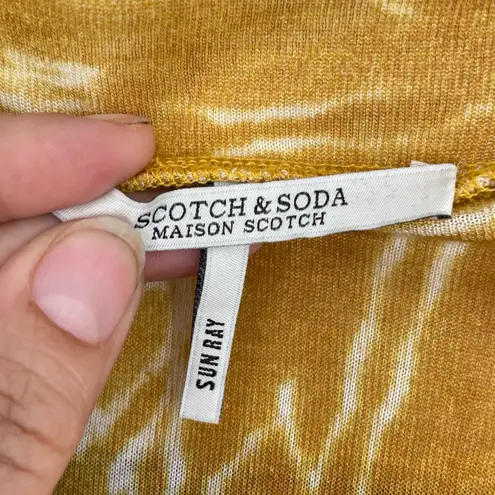 SCOTCH & SODA
MAISON SCOTCH
SUN RAY